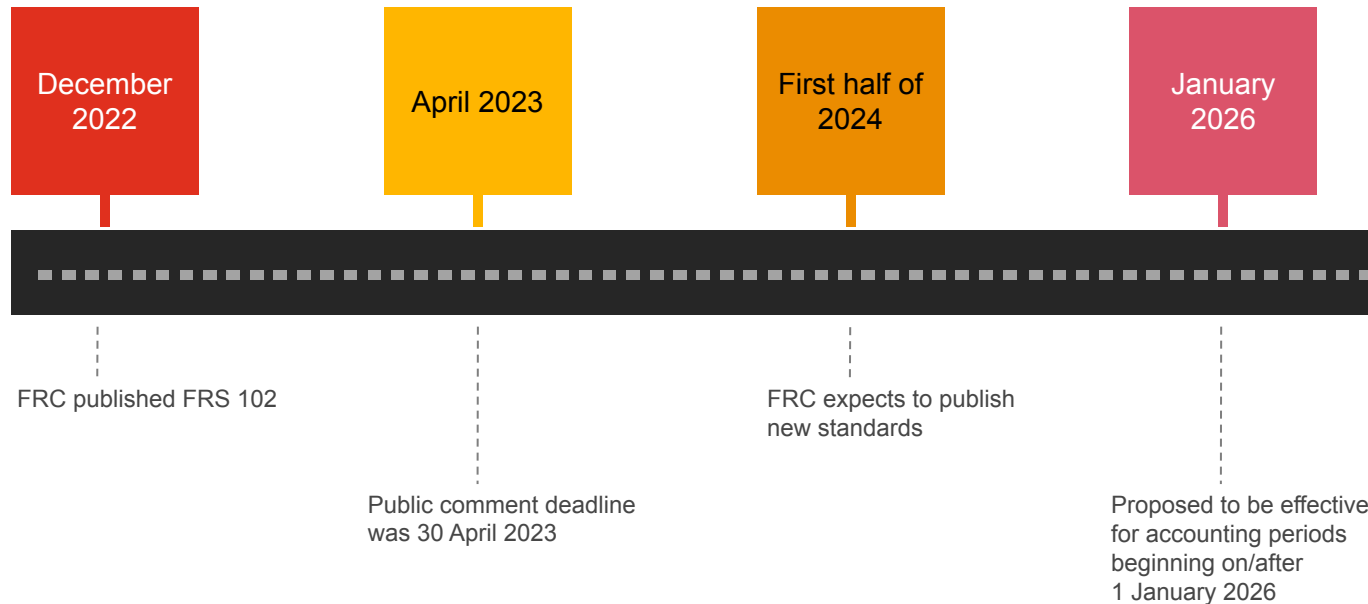 December
2022
April 2023
First half of
2024
January
2026
FRC published FRS 102
Public comment deadline
was 30 April 2023
FRC expects to publish
new standards
Proposed to be effective
for accounting periods
beginning on/after
1 January 2026